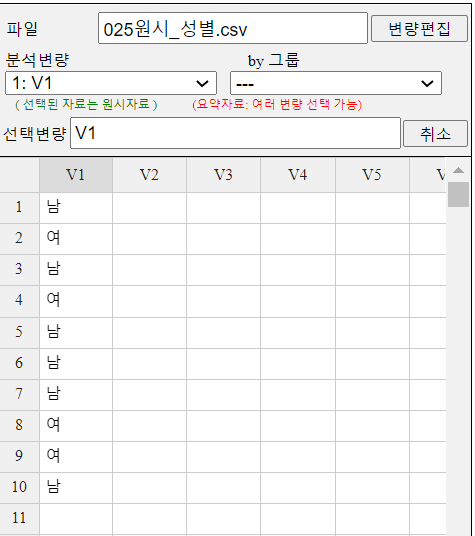 파일 025원시_성별.csv 변량편집
분석변량 by 그룹
1: V1 ---
( 선택된 자료는 원시자료 ) (요약자료: 여러 변량 선택 가능)
선택변량 V1 취소
V1 V2 V3 V4 V5
1 남
2 여
3 남
4 여
5 남
6 남
7 남
8 여
9 여
10 남
11